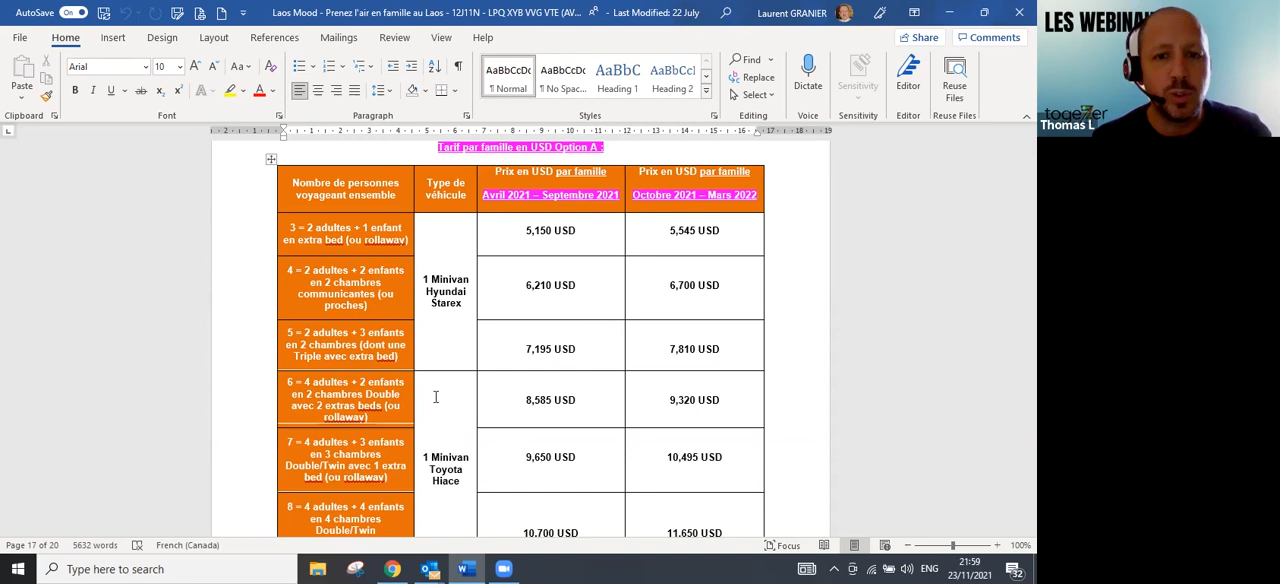 AutoSave On
Laos Mood - Prenez l'air en famille au Laos - 12J11N - LPQ XYB VVG VTE (AV...
- Last Modified: 22 July
Laurent GRANIER
File Home Insert Design Layout References Mailings Review View Help
Share Comments
Paste
Clipboard
Arial 10
Font
Paragraph
AaBbCcDc AaBbCcDc AaBbC AaBbCcI
¶ Normal ¶ No Spac... Heading 1 Heading 2
Styles
Find
Replace
Select
Editing
Dictate
Voice
Sensitivity
Sensitivity
Editor
Editor
Reuse
Files
Reuse Files
LES WEBINA
togezzer
Thomas L
Tarif par famille en USD Option A :
Nombre de personnes
voyageant ensemble
Type de
véhicule
Prix en USD par famille
Avril 2021 – Septembre 2021
Prix en USD par famille
Octobre 2021 – Mars 2022
3 = 2 adultes + 1 enfant
en extra bed (ou rollaway)
5,150 USD
5,545 USD
4 = 2 adultes + 2 enfants
en 2 chambres
communicantes (ou
proches)
1 Minivan
Hyundai
Starex
6,210 USD
6,700 USD
5 = 2 adultes + 3 enfants
en 2 chambres (dont une
Triple avec extra bed)
7,195 USD
7,810 USD
6 = 4 adultes + 2 enfants
en 2 chambres Double
avec 2 extras beds (ou
rollaway)
8,585 USD
9,320 USD
7 = 4 adultes + 3 enfants
en 3 chambres
Double/Twin avec 1 extra
bed (ou rollaway)
1 Minivan
Toyota
Hiace
9,650 USD
10,495 USD
8 = 4 adultes + 4 enfants
en 4 chambres
Double/Twin
10,700 USD
11,650 USD
Page 17 of 20 5632 words French (Canada)
Focus
100%
Type here to search
ENG
21:59
23/11/2021
32